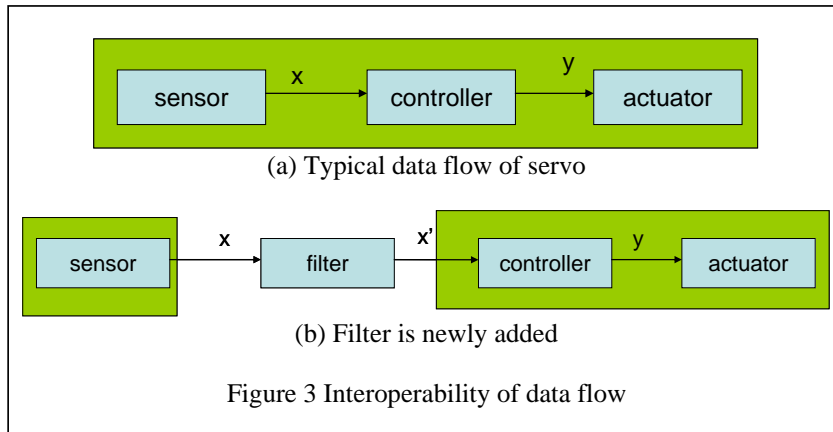 x
y
sensor
controller
actuator
(a) Typical data flow of servo
x
x'
y
sensor
filter
controller
actuator
(b) Filter is newly added
Figure 3 Interoperability of data flow